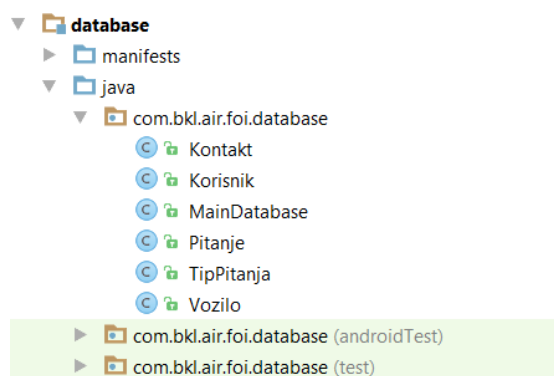 database
manifests
java
com.bkl.air.foi.database
C Kontakt
C Korisnik
C MainDatabase
C Pitanje
C TipPitanja
C Vozilo
com.bkl.air.foi.database (androidTest)
com.bkl.air.foi.database (test)